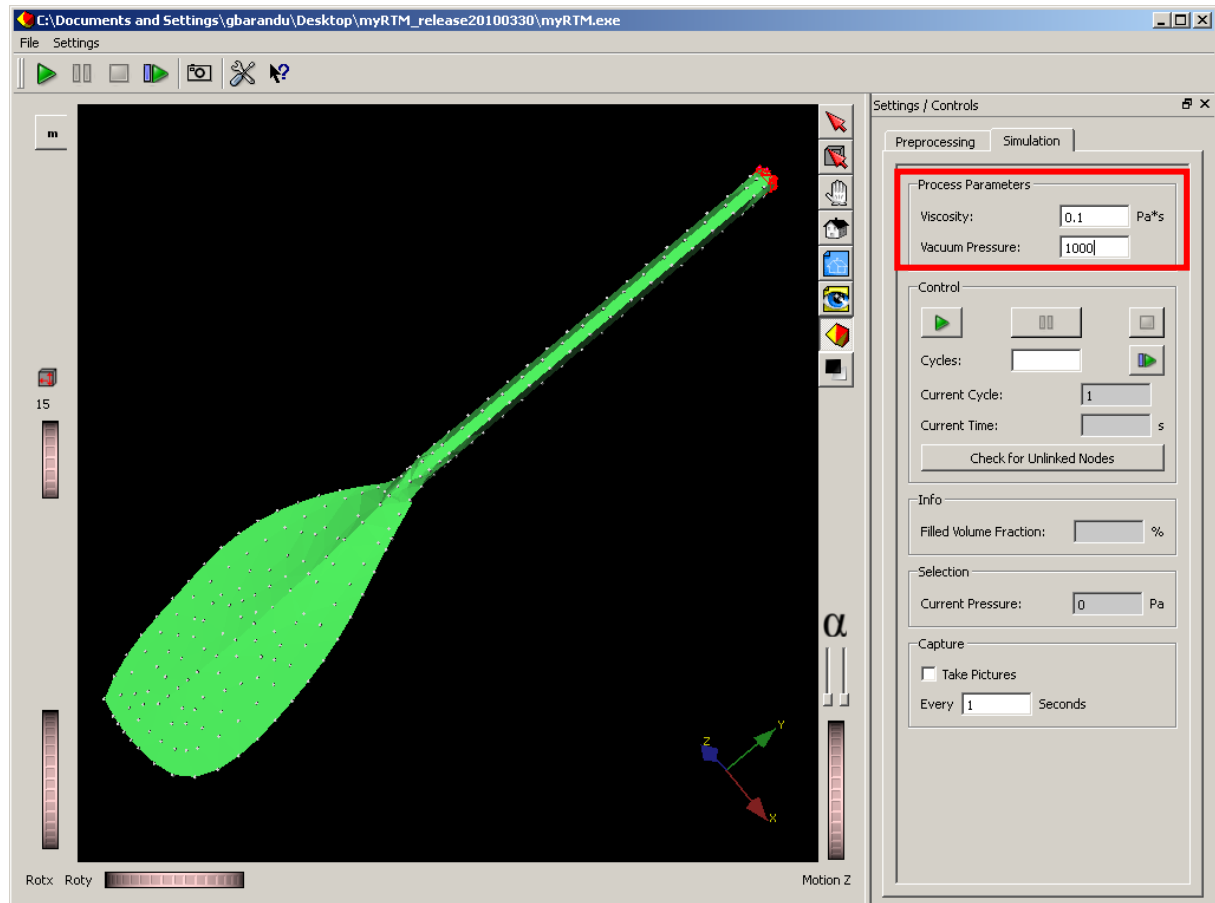 C:\Documents and Settings\gbarandu\Desktop\myRTM_release20100330\myRTM.exe
File Settings
m
15
α
Z
Y
X
Rotx Roty
Motion Z
Settings / Controls
Preprocessing Simulation
Process Parameters
Viscosity: 0.1 Pa*s
Vacuum Pressure: 1000
Control
Cycles:
Current Cycle: 1
Current Time: s
Check for Unlinked Nodes
Info
Filled Volume Fraction: %
Selection
Current Pressure: 0 Pa
Capture
Take Pictures
Every 1 Seconds